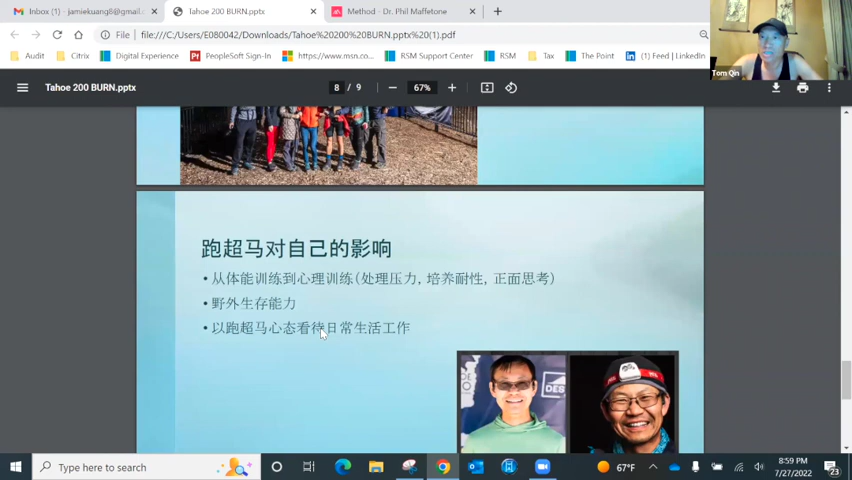 Inbox (1) - jamiekuang8@gmail.c
Tahoe 200 BURN.pptx
Method - Dr. Phil Maffetone
File
file:///C:/Users/E080042/Downloads/Tahoe%20200%20BURN.pptx%20(1).pdf
Audit
Citrix
Digital Experience
PeopleSoft Sign-In
https://www.msn.co...
RSM Support Center
RSM
Tax
The Point
(1) Feed | LinkedIn
Tom Qin
Tahoe 200 BURN.pptx
8 / 9
67%
跑超马对自己的影响
• 从体能训练到心理训练(处理压力, 培养耐性, 正面思考)
• 野外生存能力
• 以跑超马心态看待日常生活工作
Type here to search
67°F
8:59 PM
7/27/2022
23